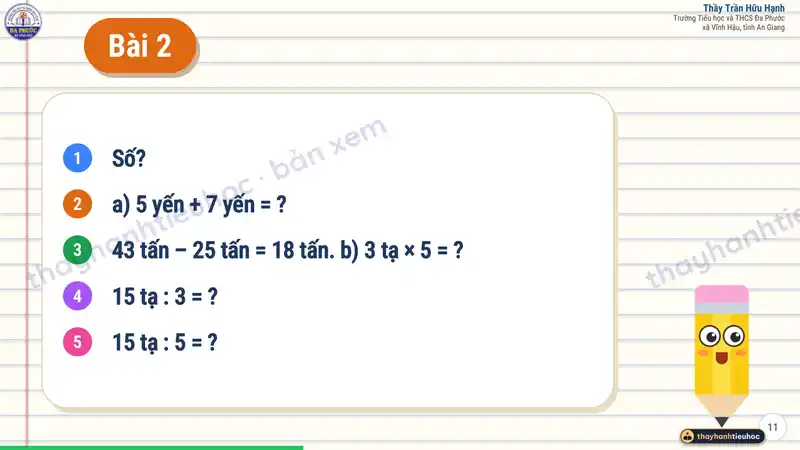 Thầy Trần Hữu Hạnh
Trường Tiểu học và THCS Đa Phước
xã Vĩnh Hậu, tỉnh An Giang
ĐA PHƯỚC
Bài 2
1 Số?
2 a) 5 yến + 7 yến = ?
3 43 tấn – 25 tấn = 18 tấn. b) 3 tạ × 5 = ?
4 15 tạ : 3 = ?
5 15 tạ : 5 = ?
thayhanhtieuhoc · bản xem
thayhanhtieuhoc
thayhanhtieuhoc
11